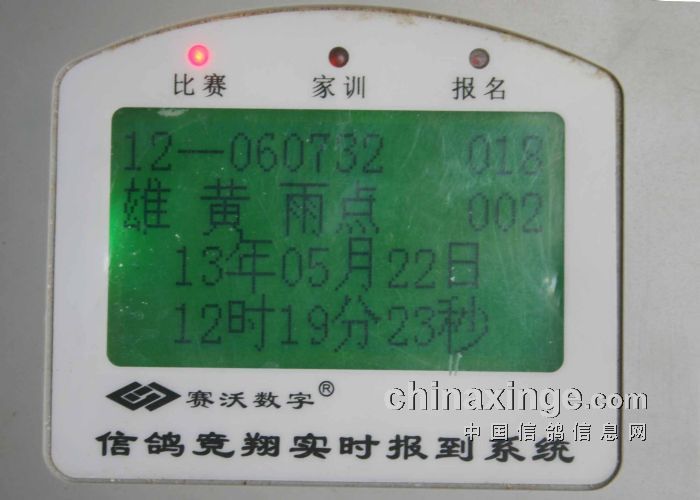 比赛 家训 报名
12—060732 018
雄 黄 雨点 002
13年05月22日
12时19分23秒
赛沃数字®
chinaxinge.com
中国信鸽信息网
信鸽竞翔实时报到系统